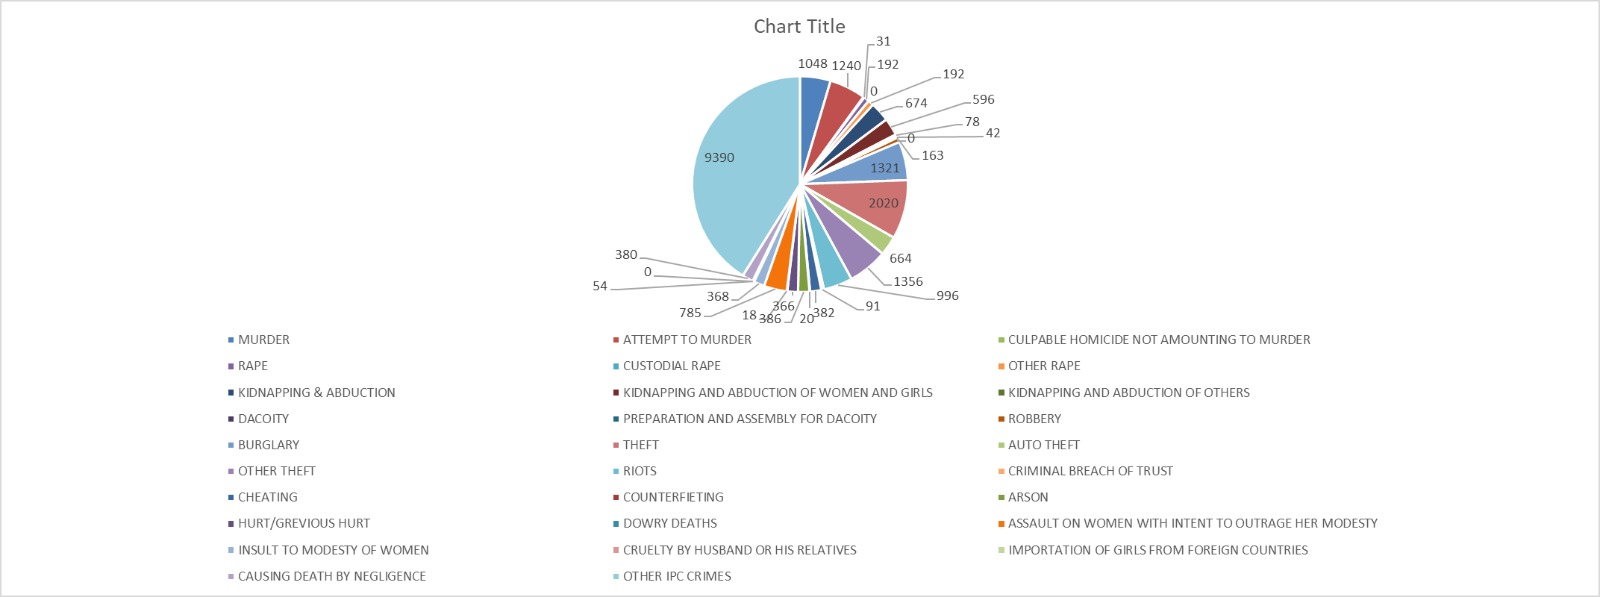 Chart Title
1048
1240
31
192
0
192
674
596
78
42
0
163
1321
2020
664
1356
996
91
382
20
386
366
18
785
368
54
0
380
9390
MURDER
ATTEMPT TO MURDER
CULPABLE HOMICIDE NOT AMOUNTING TO MURDER
RAPE
CUSTODIAL RAPE
OTHER RAPE
KIDNAPPING & ABDUCTION
KIDNAPPING AND ABDUCTION OF WOMEN AND GIRLS
KIDNAPPING AND ABDUCTION OF OTHERS
DACOITY
PREPARATION AND ASSEMBLY FOR DACOITY
ROBBERY
BURGLARY
THEFT
AUTO THEFT
OTHER THEFT
RIOTS
CRIMINAL BREACH OF TRUST
CHEATING
COUNTERFIETING
ARSON
HURT/GREVIOUS HURT
DOWRY DEATHS
ASSAULT ON WOMEN WITH INTENT TO OUTRAGE HER MODESTY
INSULT TO MODESTY OF WOMEN
CRUELTY BY HUSBAND OR HIS RELATIVES
IMPORTATION OF GIRLS FROM FOREIGN COUNTRIES
CAUSING DEATH BY NEGLIGENCE
OTHER IPC CRIMES